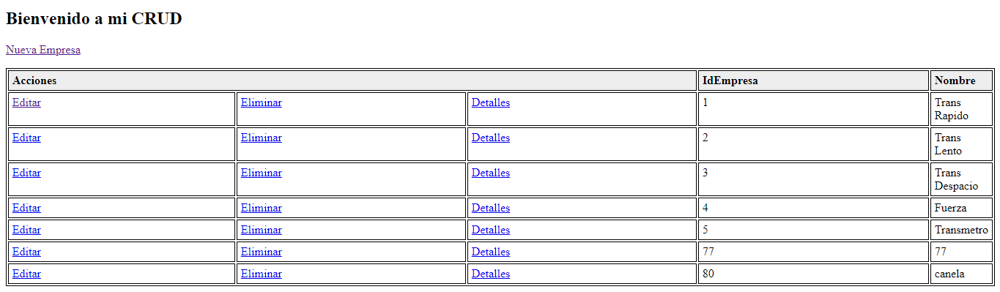 Bienvenido a mi CRUD
Nueva Empresa
Acciones IdEmpresa Nombre
Editar Eliminar Detalles 1 Trans
Rapido
Editar Eliminar Detalles 2 Trans
Lento
Editar Eliminar Detalles 3 Trans
Despacio
Editar Eliminar Detalles 4 Fuerza
Editar Eliminar Detalles 5 Transmetro
Editar Eliminar Detalles 77 77
Editar Eliminar Detalles 80 canela